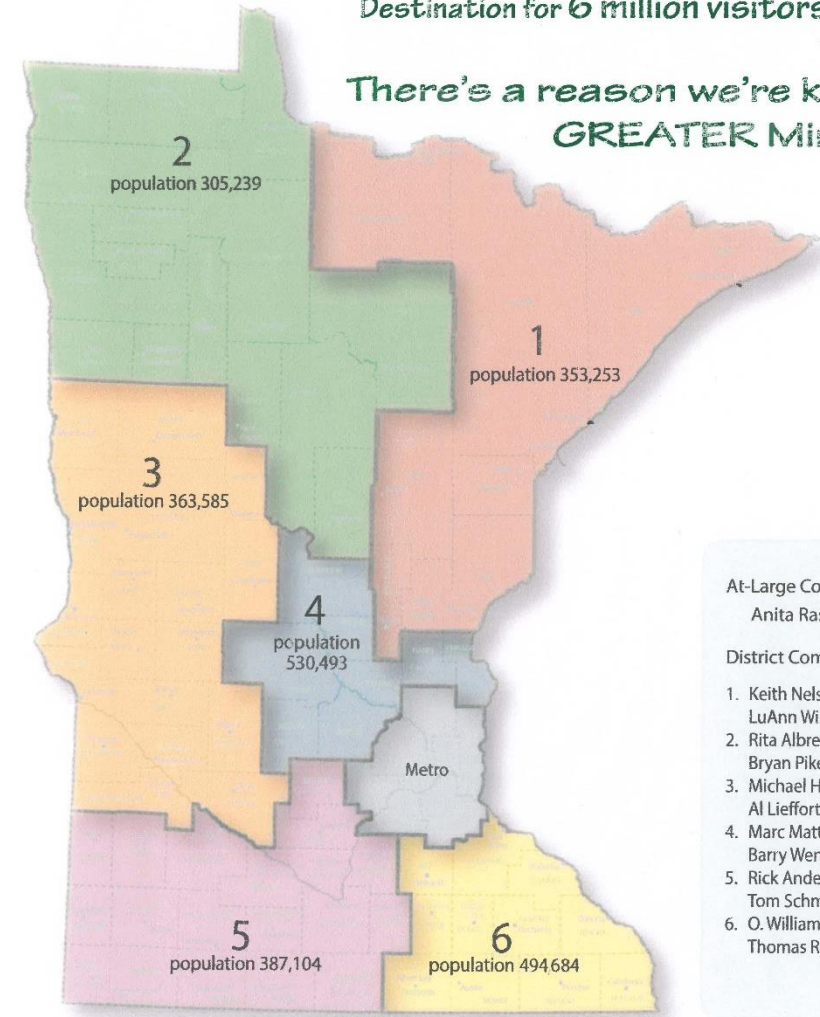 Destination for 6 million visitors
There's a reason we're k
GREATER Mi
2
population 305,239
1
population 353,253
3
population 363,585
4
population
530,493
Metro
5
population 387,104
6
population 494,684
At-Large Co
Anita Ras
District Com
1. Keith Nels
LuAnn Wi
2. Rita Albre
Bryan Pike
3. Michael H
Al Lieffort
4. Marc Matt
Barry Wen
5. Rick Ande
Tom Schm
6. O. William
Thomas R